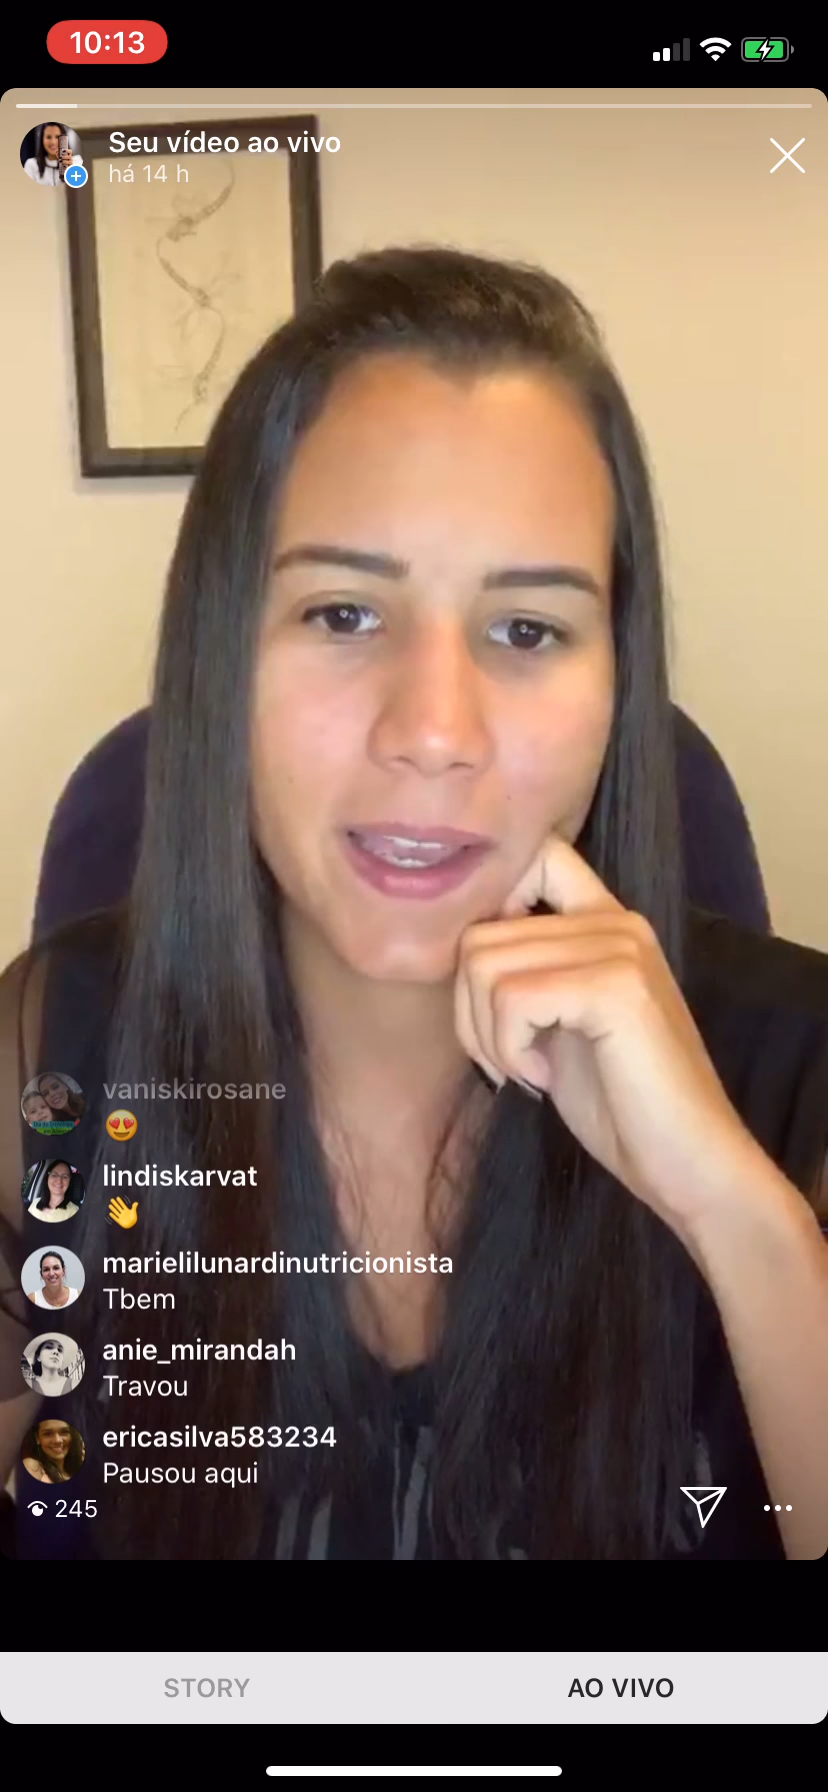 10:13
Seu vídeo ao vivo
há 14 h
vaniskirosane
😍
lindiskarvat
👋
marielilunardinutricionista
Tbem
anie_mirandah
Travou
ericasilva583234
Pausou aqui
245
STORY
AO VIVO